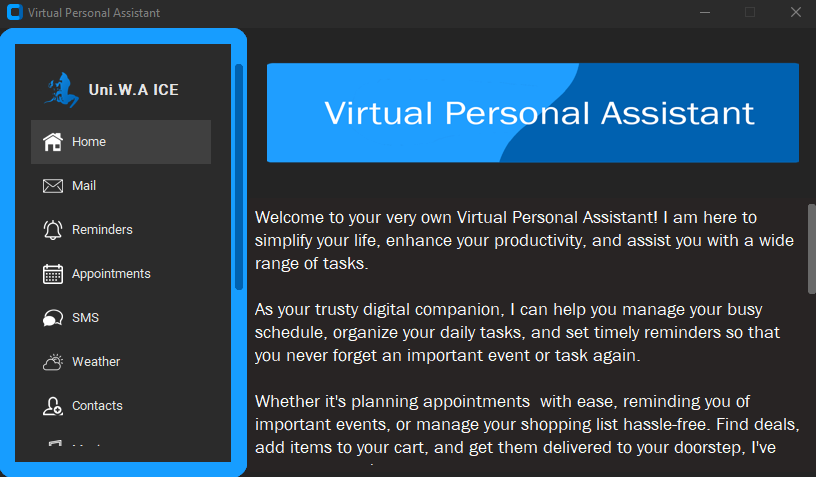 Virtual Personal Assistant
Uni.W.A ICE
Home
Mail
Reminders
Appointments
SMS
Weather
Contacts
Virtual Personal Assistant
Welcome to your very own Virtual Personal Assistant! I am here to
simplify your life, enhance your productivity, and assist you with a wide
range of tasks.
As your trusty digital companion, I can help you manage your busy
schedule, organize your daily tasks, and set timely reminders so that
you never forget an important event or task again.
Whether it's planning appointments  with ease, reminding you of
important events, or manage your shopping list hassle-free. Find deals,
add items to your cart, and get them delivered to your doorstep, I've